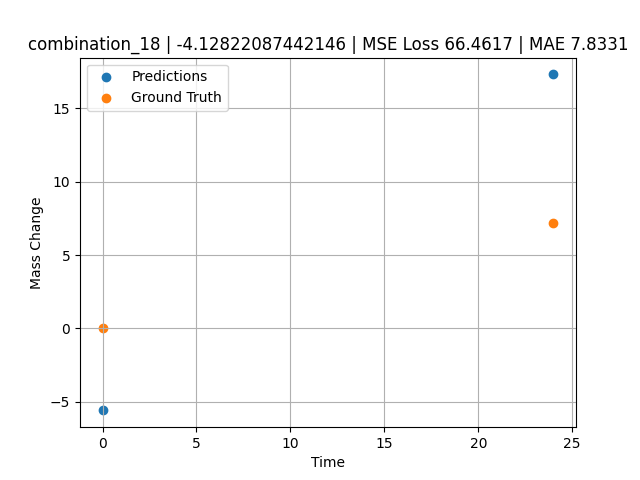 combination_18 | -4.12822087442146 | MSE Loss 66.4617 | MAE 7.8331
Predictions
Ground Truth
Mass Change
15
10
5
0
−5
0 5 10 15 20 25
Time